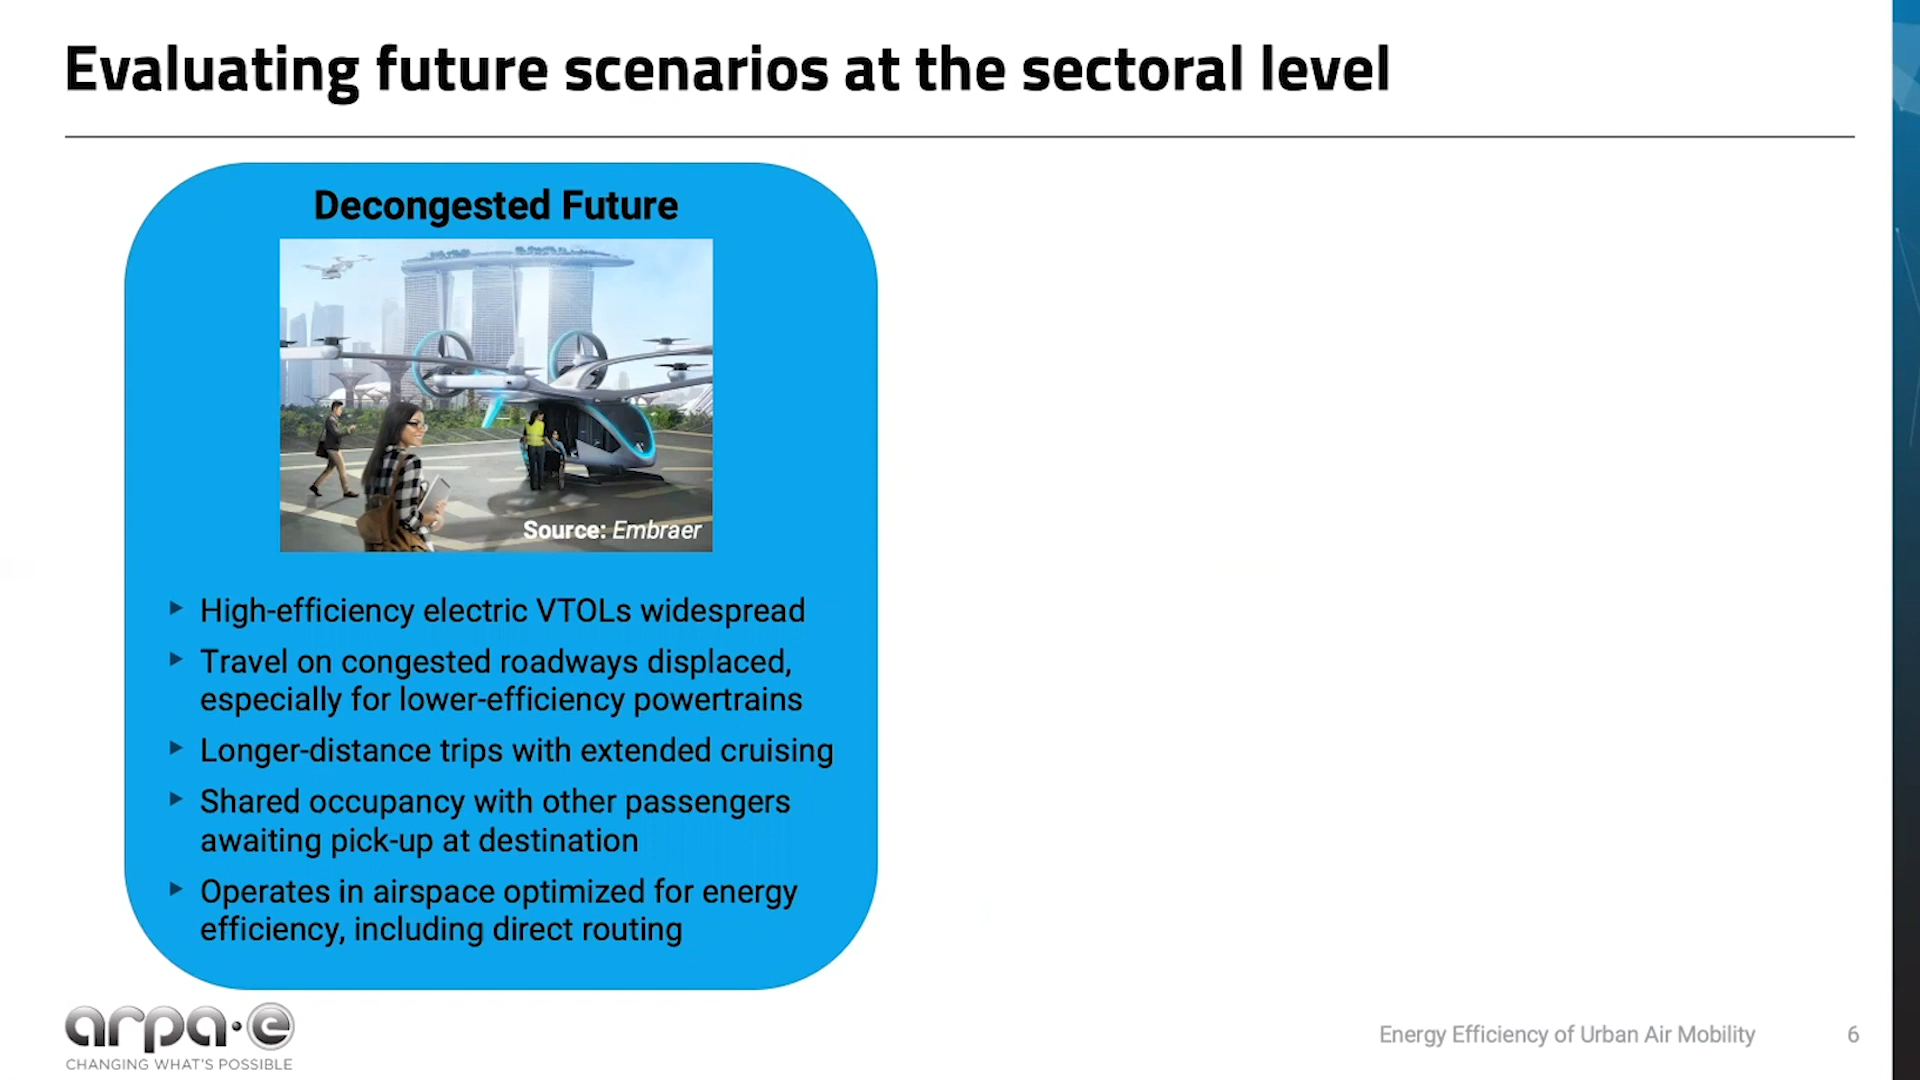 Evaluating future scenarios at the sectoral level
Decongested Future
Source: Embraer
▸ High-efficiency electric VTOLs widespread
▸ Travel on congested roadways displaced,
especially for lower-efficiency powertrains
▸ Longer-distance trips with extended cruising
▸ Shared occupancy with other passengers
awaiting pick-up at destination
▸ Operates in airspace optimized for energy
efficiency, including direct routing
arpa·e
CHANGING WHAT'S POSSIBLE
Energy Efficiency of Urban Air Mobility 6